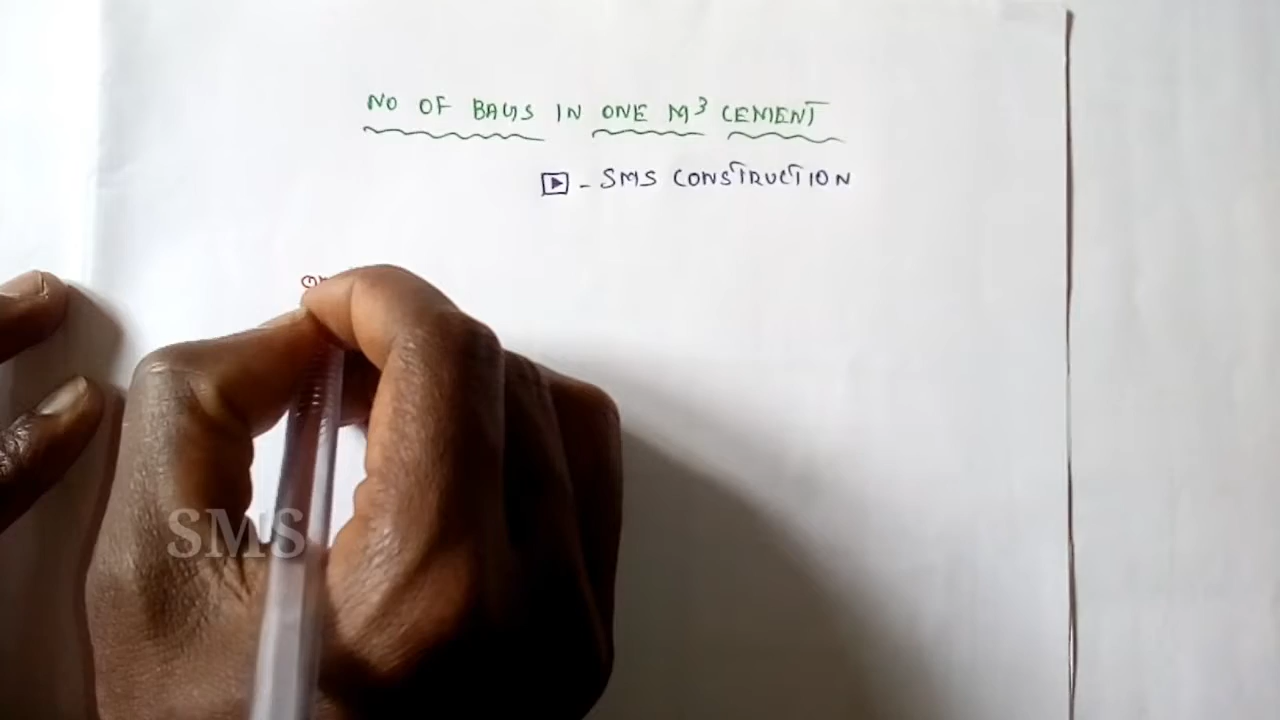 NO OF BAGS IN ONE M³ CEMENT
- SMS CONSTRUCTION
SMS